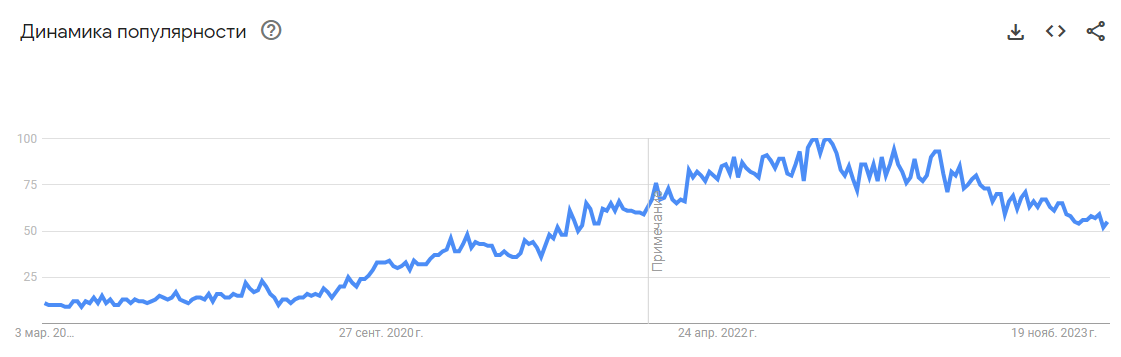 Динамика популярности
100
75
50
25
Примечание
3 мар. 20...
27 сент. 2020 г.
24 апр. 2022 г.
19 нояб. 2023 г.